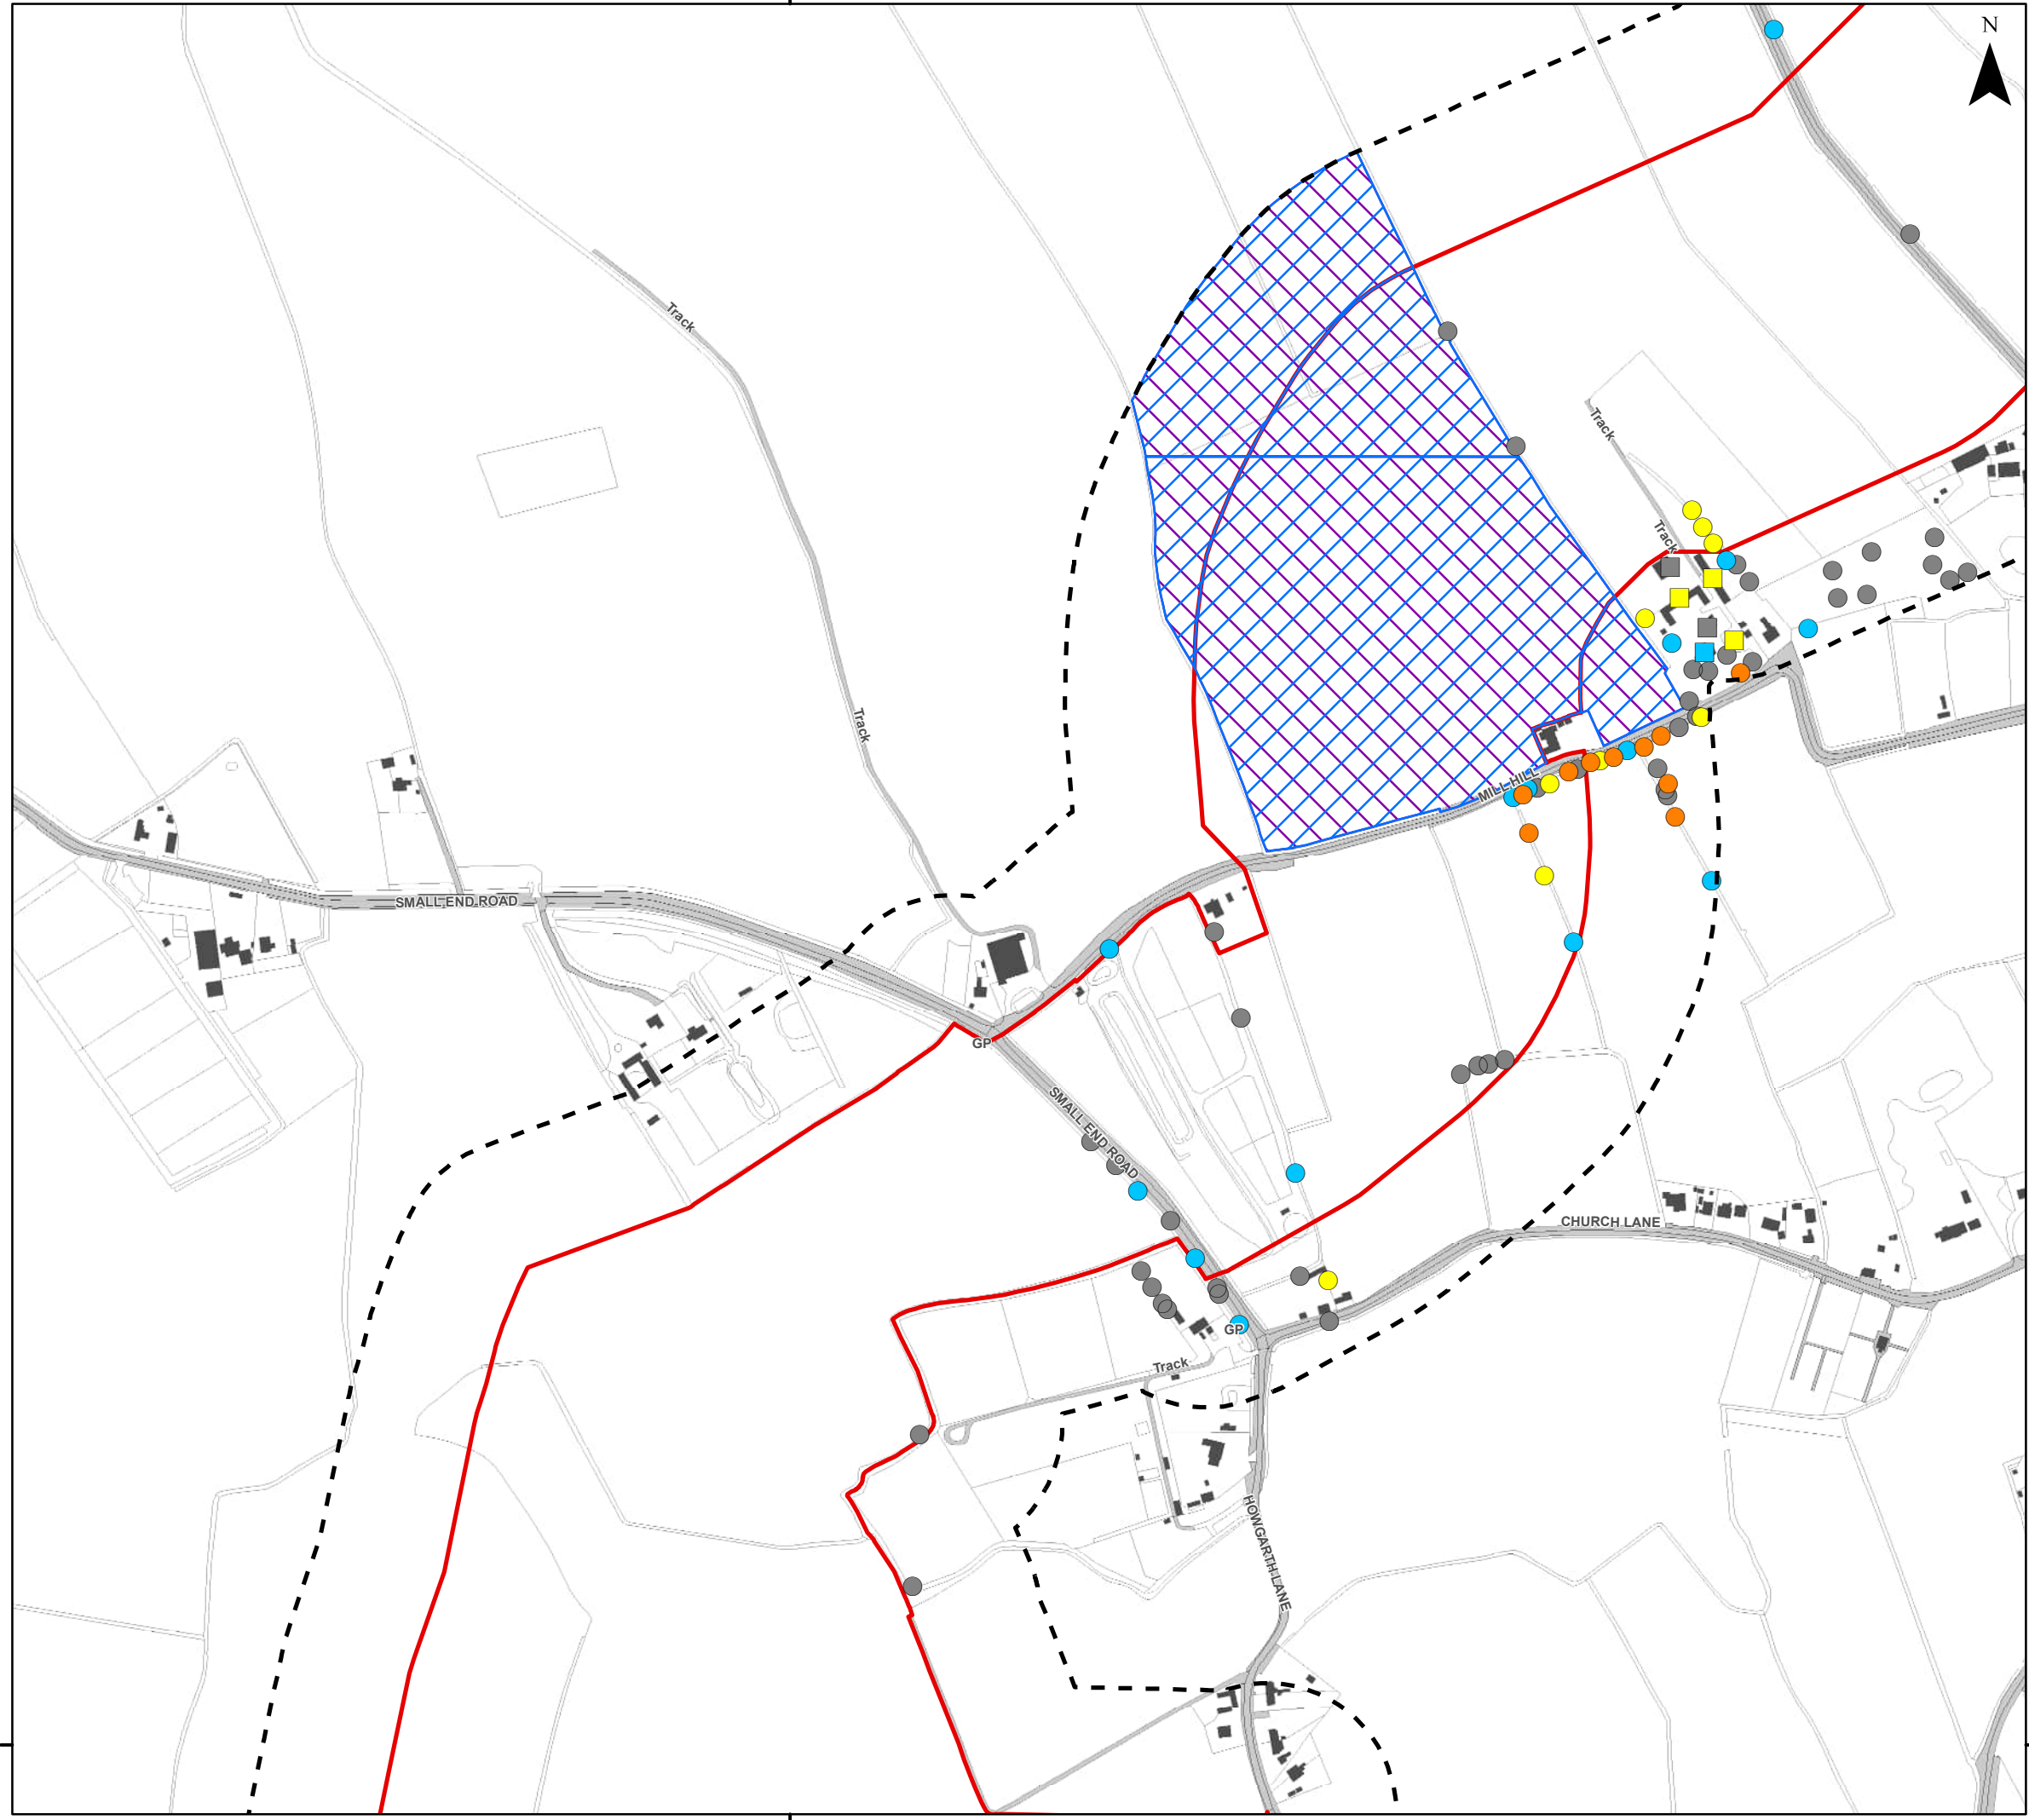 N
Track
Track
Track
Track
MILL HILL
SMALL END ROAD
GP
SMALL END ROAD
CHURCH LANE
GP
Track
HOWGARTH LANE